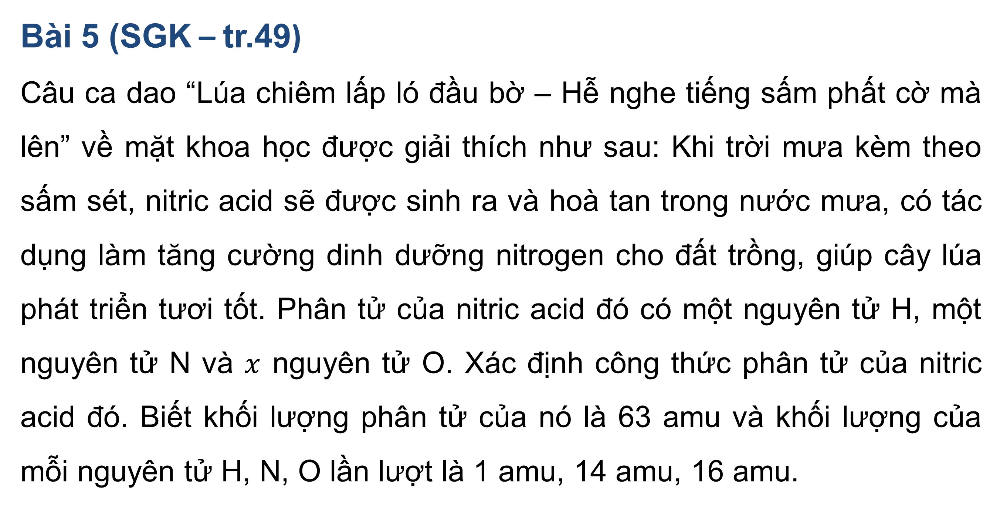 Bài 5 (SGK – tr.49)
Câu ca dao “Lúa chiêm lấp ló đầu bờ – Hễ nghe tiếng sấm phất cờ mà
lên” về mặt khoa học được giải thích như sau: Khi trời mưa kèm theo
sấm sét, nitric acid sẽ được sinh ra và hoà tan trong nước mưa, có tác
dụng làm tăng cường dinh dưỡng nitrogen cho đất trồng, giúp cây lúa
phát triển tươi tốt. Phân tử của nitric acid đó có một nguyên tử H, một
nguyên tử N và x nguyên tử O. Xác định công thức phân tử của nitric
acid đó. Biết khối lượng phân tử của nó là 63 amu và khối lượng của
mỗi nguyên tử H, N, O lần lượt là 1 amu, 14 amu, 16 amu.